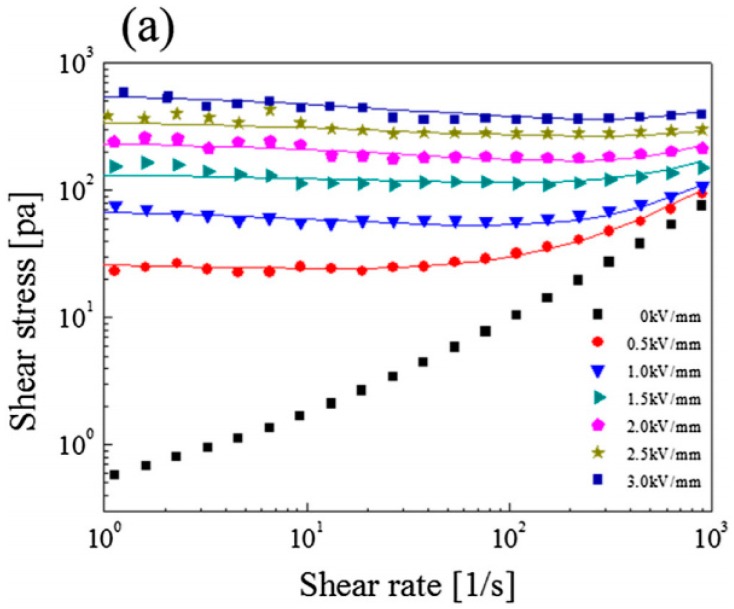 (a)
10³
10²
10¹
10⁰
Shear stress [pa]
0kV/mm
0.5kV/mm
1.0kV/mm
1.5kV/mm
2.0kV/mm
2.5kV/mm
3.0kV/mm
10⁰ 10¹ 10² 10³
Shear rate [1/s]